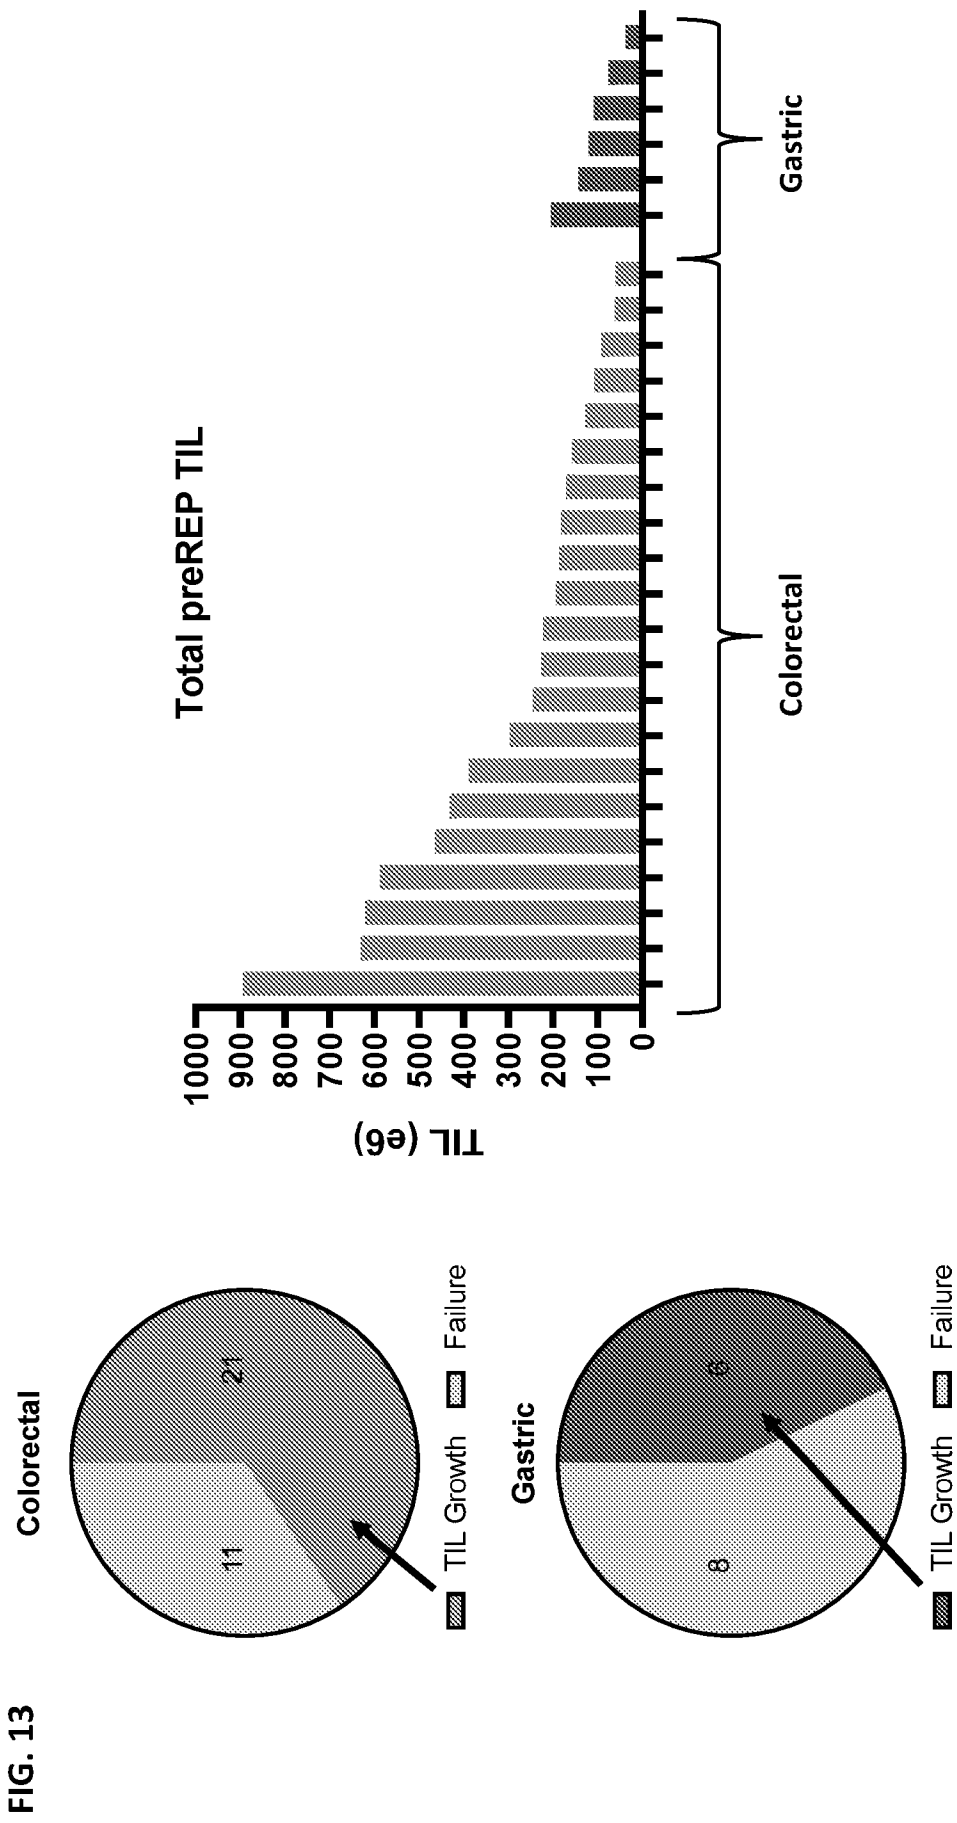 FIG. 13
Colorectal
11
21
TIL Growth
Failure
Gastric
8
6
TIL Growth
Failure
Total preREP TIL
TIL (e6)
1000
900
800
700
600
500
400
300
200
100
0
Colorectal
Gastric